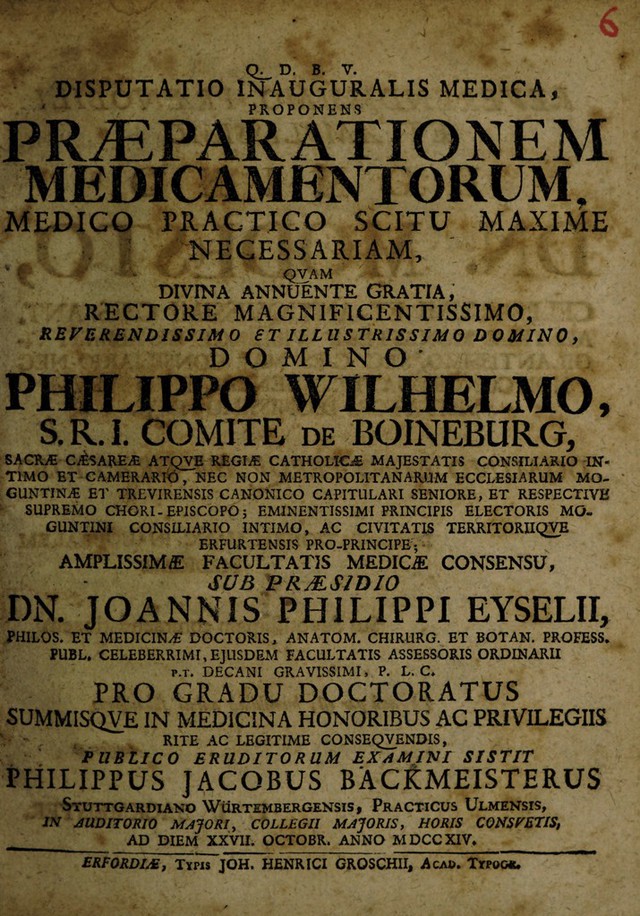 6
Q. D. B. V.
DISPUTATIO INAUGURALIS MEDICA,
PROPONENS
PRÆPARATIONEM
MEDICAMENTORUM,
MEDICO PRACTICO SCITU MAXIME
NECESSARIAM,
QVAM
DIVINA ANNUENTE GRATIA,
RECTORE MAGNIFICENTISSIMO,
REVERENDISSIMO ET ILLUSTRISSIMO DOMINO,
DOMINO
PHILIPPO WILHELMO,
S. R. I. COMITE DE BOINEBURG,
SACRÆ CÆSAREÆ ATQVE REGIÆ CATHOLICÆ MAJESTATIS CONSILIARIO IN-
TIMO ET CAMERARIO, NEC NON METROPOLITANARUM ECCLESIARUM MO-
GUNTINÆ ET TREVIRENSIS CANONICO CAPITULARI SENIORE, ET RESPECTIVE
SUPREMO CHORI-EPISCOPO; EMINENTISSIMI PRINCIPIS ELECTORIS MO-
GUNTINI CONSILIARIO INTIMO, AC CIVITATIS TERRITORIIQVE
ERFURTENSIS PRO-PRINCIPE;
AMPLISSIMÆ FACULTATIS MEDICÆ CONSENSU,
SUB PRÆSIDIO
DN. JOANNIS PHILIPPI EYSELII,
PHILOS. ET MEDICINÆ DOCTORIS, ANATOM. CHIRURG. ET BOTAN. PROFESS.
PUBL. CELEBERRIMI, EJUSDEM FACULTATIS ASSESSORIS ORDINARII
P.T. DECANI GRAVISSIMI, P. L. C.
PRO GRADU DOCTORATUS
SUMMISQVE IN MEDICINA HONORIBUS AC PRIVILEGIIS
RITE AC LEGITIME CONSEQVENDIS,
PUBLICO ERUDITORUM EXAMINI SISTIT
PHILIPPUS JACOBUS BACKMEISTERUS
STUTTGARDIANO WÜRTEMBERGENSIS, PRACTICUS ULMENSIS,
IN AUDITORIO MAJORI, COLLEGII MAJORIS, HORIS CONSVETIS,
AD DIEM XXVII. OCTOBR. ANNO MDCCXIV.
ERFORDIÆ, TYPIS JOH. HENRICI GROSCHII, ACAD. TYPOGR.